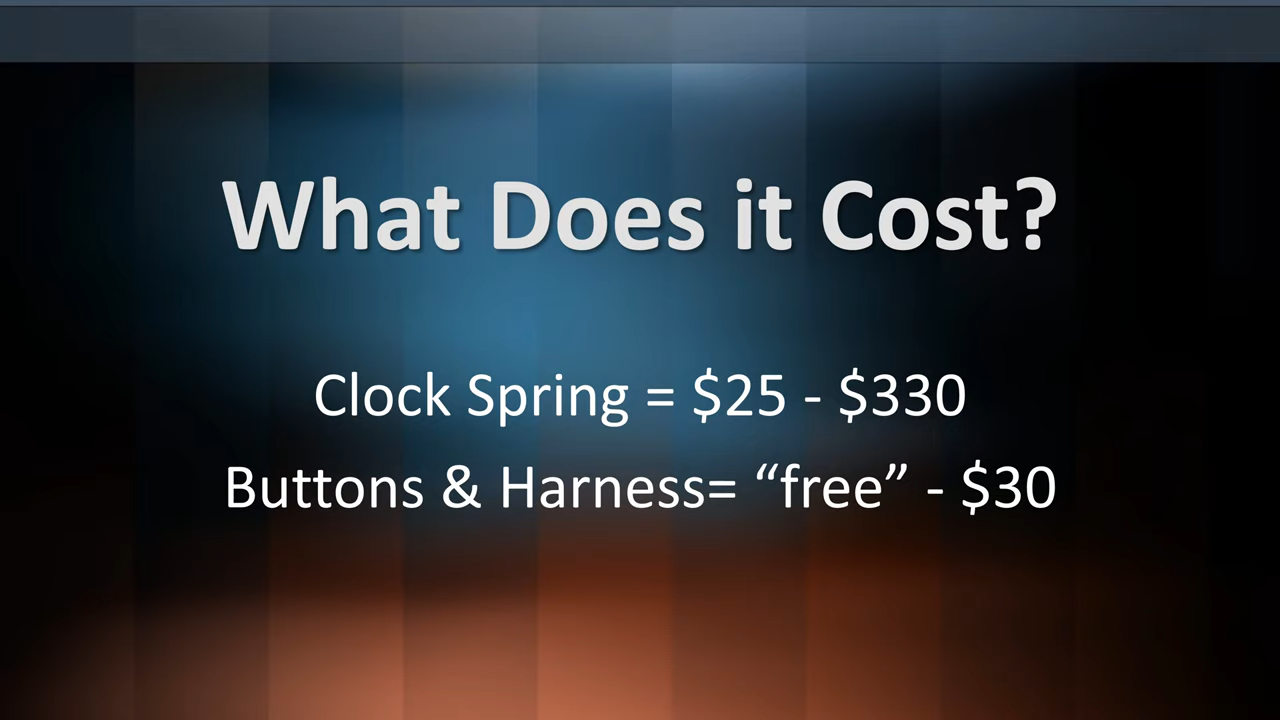 What Does it Cost?
Clock Spring = $25 - $330
Buttons & Harness= “free” - $30